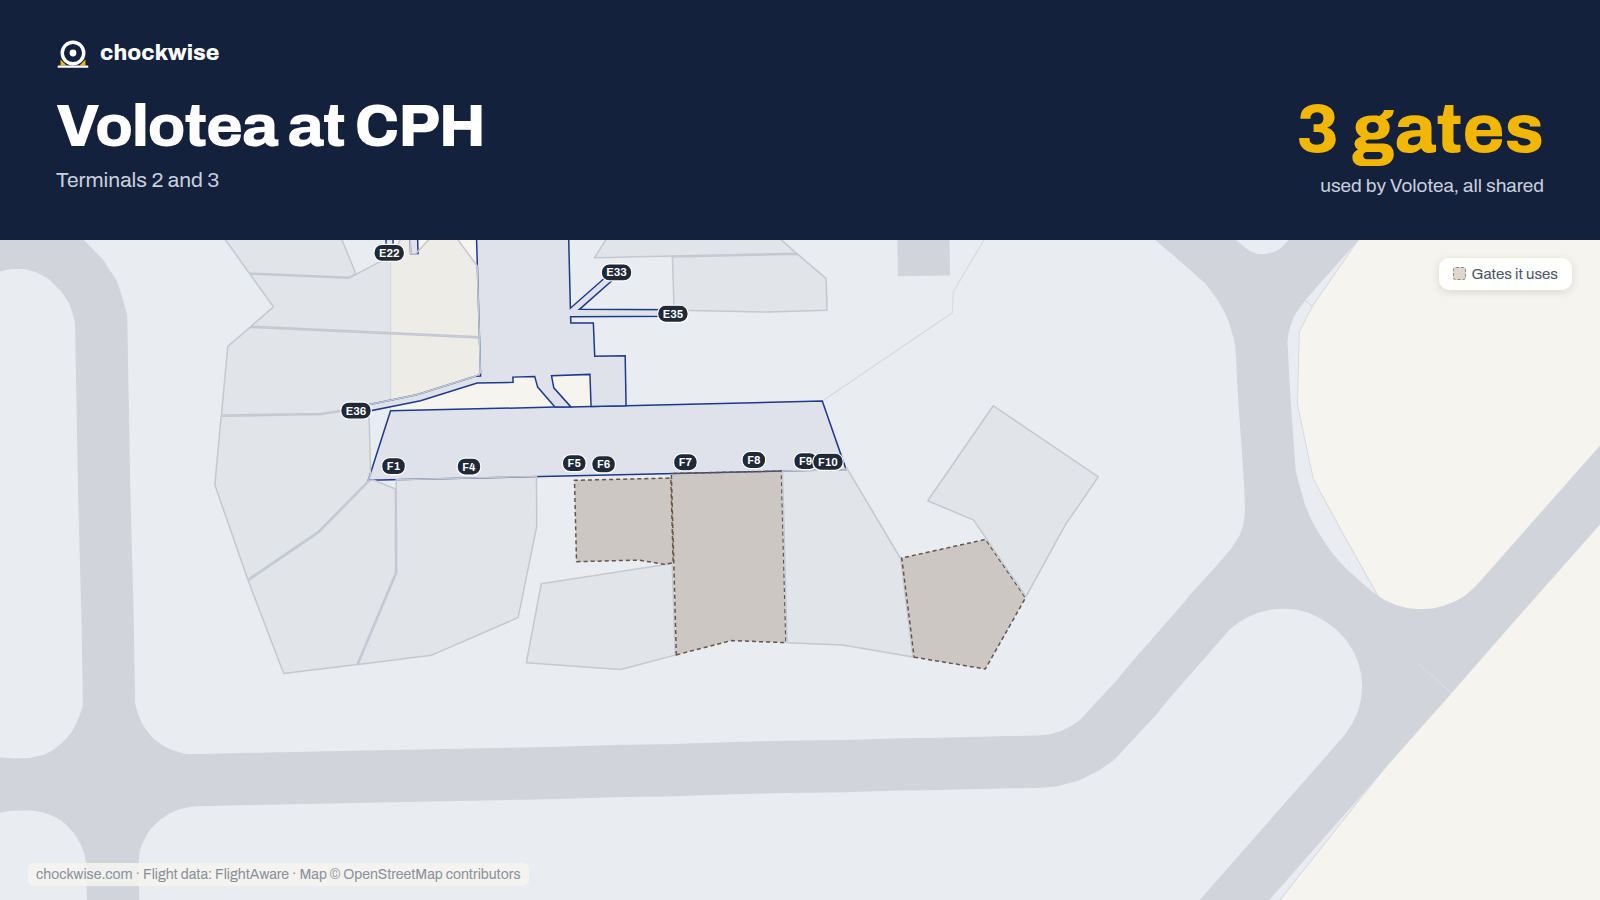 chockwise
Volotea at CPH
Terminals 2 and 3
3 gates
used by Volotea, all shared
Gates it uses
E22
E33
E35
E36
F1
F4
F5
F6
F7
F8
F9
F10
chockwise.com · Flight data: FlightAware · Map © OpenStreetMap contributors